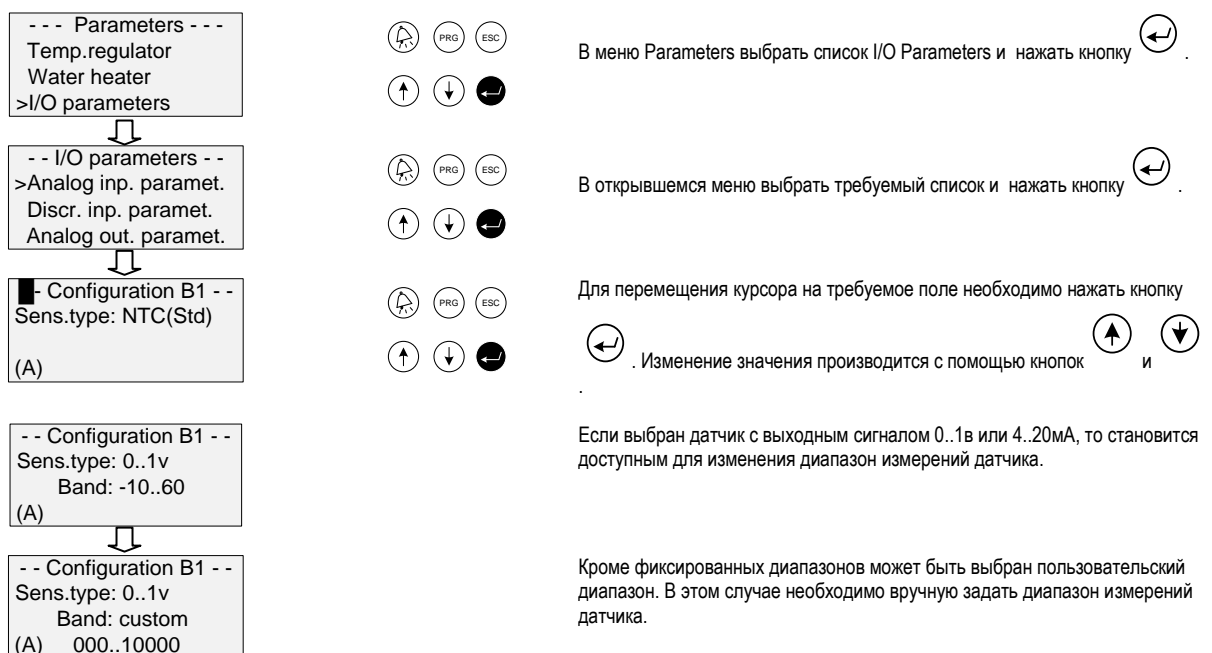 - - - Parameters - - -
Temp.regulator
Water heater
>I/O parameters
PRG ESC
В меню Parameters выбрать список I/O Parameters и нажать кнопку .
- - I/O parameters - -
>Analog inp. paramet.
Discr. inp. paramet.
Analog out. paramet.
PRG ESC
В открывшемся меню выбрать требуемый список и нажать кнопку .
- Configuration B1 - -
Sens.type: NTC(Std)
(A)
PRG ESC
Для перемещения курсора на требуемое поле необходимо нажать кнопку
. Изменение значения производится с помощью кнопок и
.
- - Configuration B1 - -
Sens.type: 0..1v
Band: -10..60
(A)
Если выбран датчик с выходным сигналом 0..1в или 4..20мА, то становится
доступным для изменения диапазон измерений датчика.
- - Configuration B1 - -
Sens.type: 0..1v
Band: custom
(A) 000..10000
Кроме фиксированных диапазонов может быть выбран пользовательский
диапазон. В этом случае необходимо вручную задать диапазон измерений
датчика.